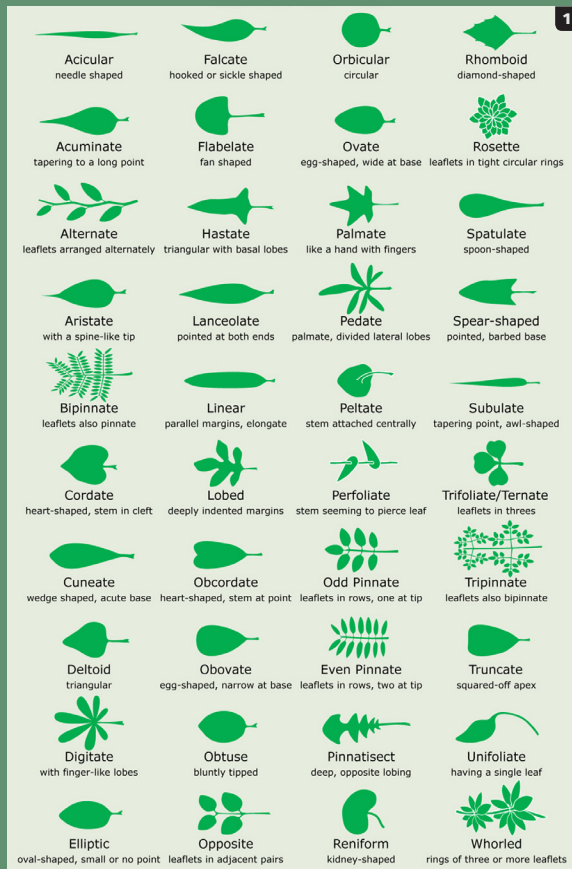 1
Acicular
needle shaped
Falcate
hooked or sickle shaped
Orbicular
circular
Rhomboid
diamond-shaped
Acuminate
tapering to a long point
Flabelate
fan shaped
Ovate
egg-shaped, wide at base
Rosette
leaflets in tight circular rings
Alternate
leaflets arranged alternately
Hastate
triangular with basal lobes
Palmate
like a hand with fingers
Spatulate
spoon-shaped
Aristate
with a spine-like tip
Lanceolate
pointed at both ends
Pedate
palmate, divided lateral lobes
Spear-shaped
pointed, barbed base
Bipinnate
leaflets also pinnate
Linear
parallel margins, elongate
Peltate
stem attached centrally
Subulate
tapering point, awl-shaped
Cordate
heart-shaped, stem in cleft
Lobed
deeply indented margins
Perfoliate
stem seeming to pierce leaf
Trifoliate/Ternate
leaflets in threes
Cuneate
wedge shaped, acute base
Obcordate
heart-shaped, stem at point
Odd Pinnate
leaflets in rows, one at tip
Tripinnate
leaflets also bipinnate
Deltoid
triangular
Obovate
egg-shaped, narrow at base
Even Pinnate
leaflets in rows, two at tip
Truncate
squared-off apex
Digitate
with finger-like lobes
Obtuse
bluntly tipped
Pinnatisect
deep, opposite lobing
Unifoliate
having a single leaf
Elliptic
oval-shaped, small or no point
Opposite
leaflets in adjacent pairs
Reniform
kidney-shaped
Whorled
rings of three or more leaflets